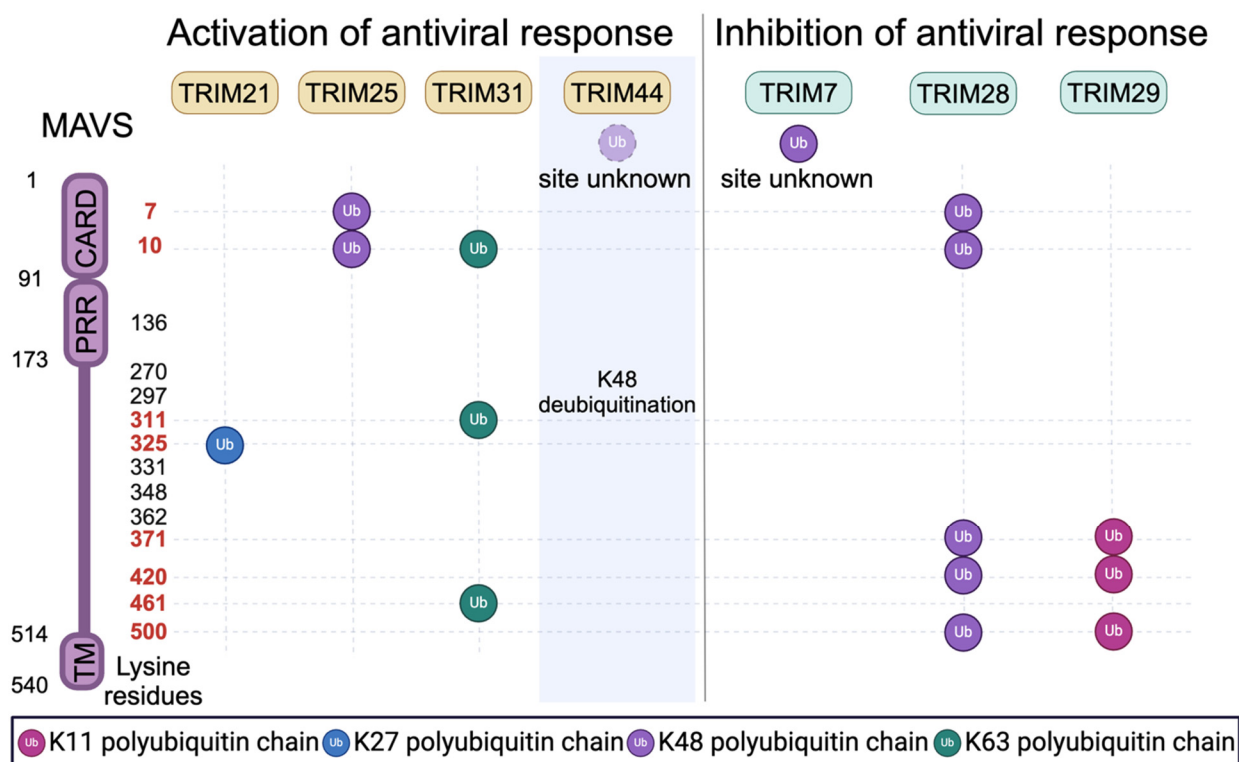 Activation of antiviral response
Inhibition of antiviral response
TRIM21 TRIM25 TRIM31 TRIM44 TRIM7 TRIM28 TRIM29
MAVS
Ub Ub
site unknown site unknown
1
CARD
7 Ub Ub
10 Ub Ub Ub
91
PRR
136
173
270
K48
297
deubiquitination
311 Ub
325 Ub
331
348
362
371 Ub Ub
420 Ub Ub
461 Ub
500 Ub Ub
514
TM
Lysine
residues
540
Ub K11 polyubiquitin chain Ub K27 polyubiquitin chain Ub K48 polyubiquitin chain Ub K63 polyubiquitin chain